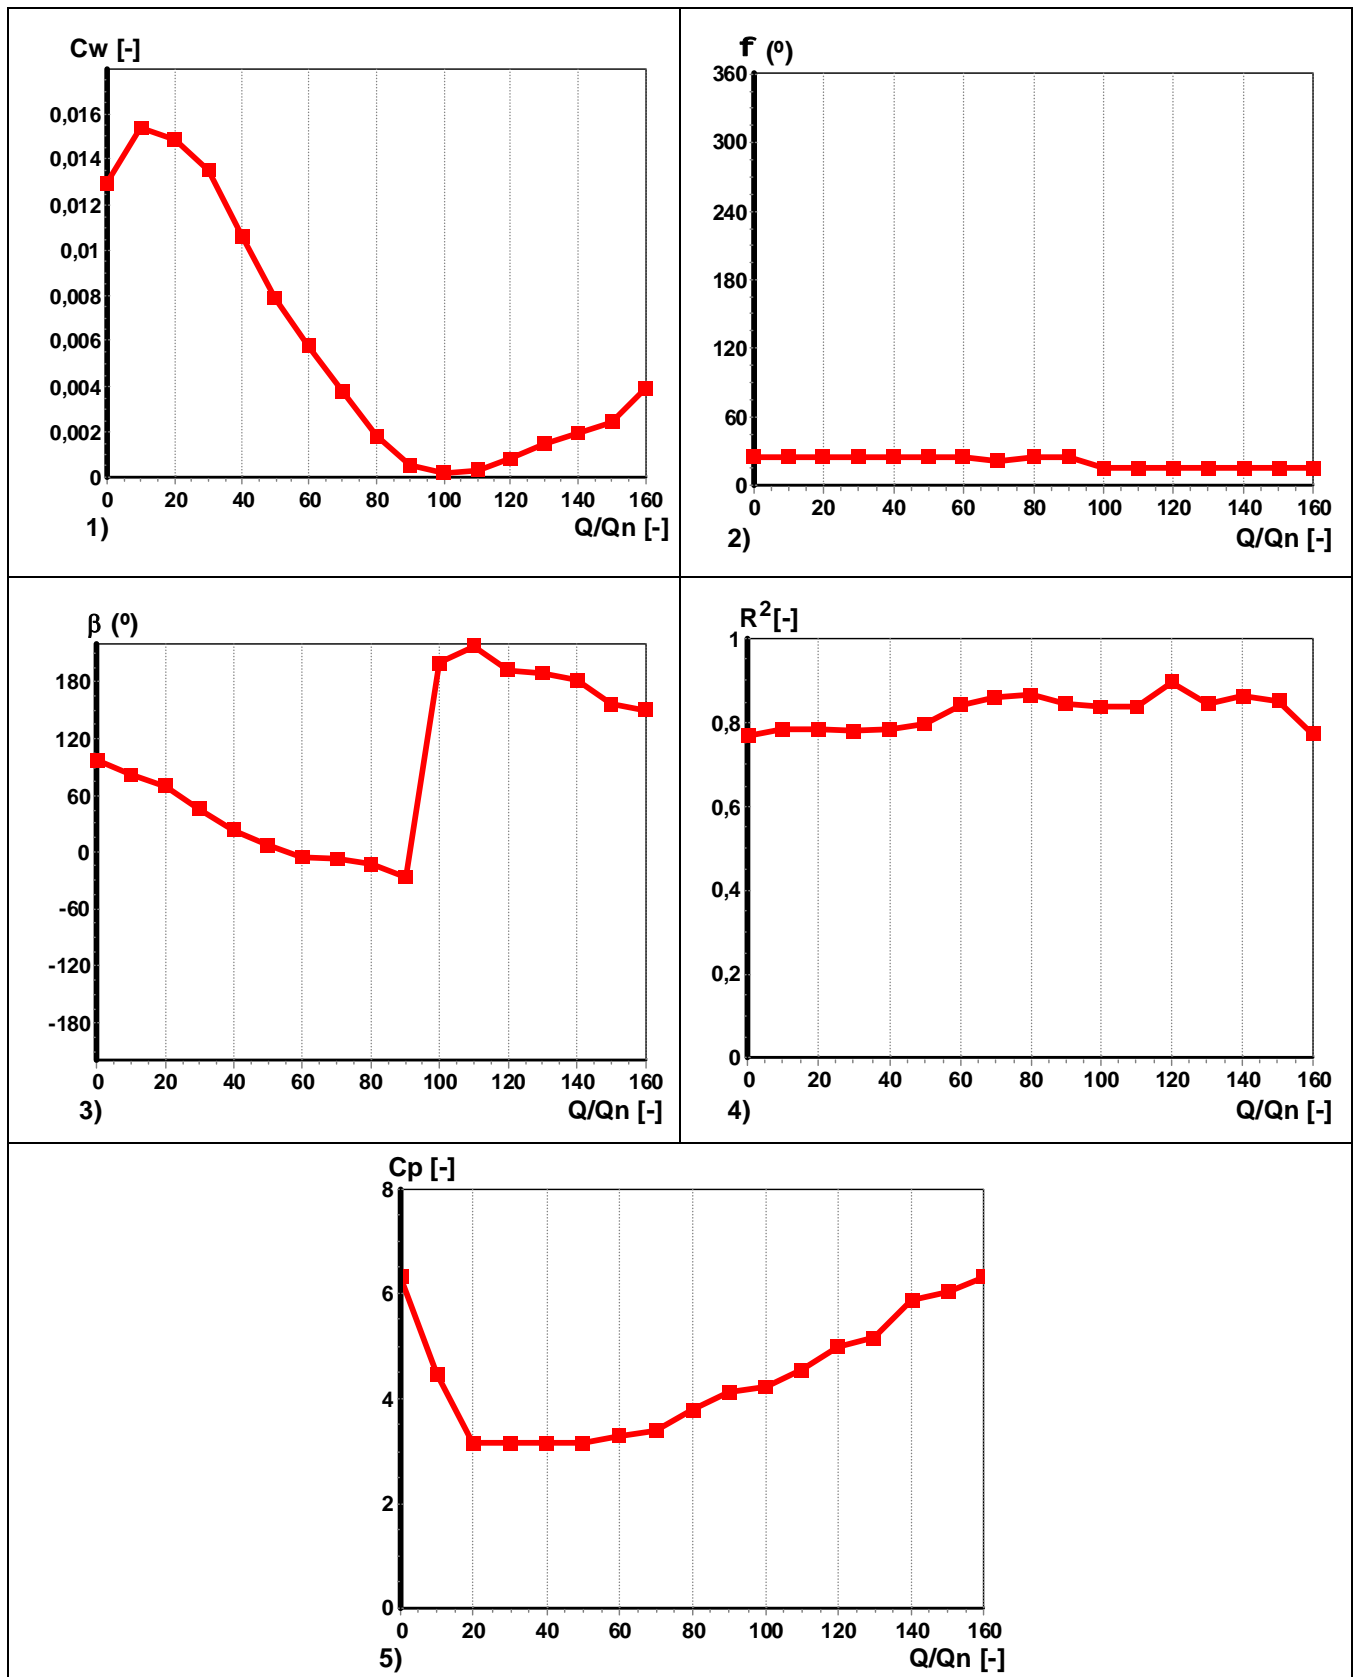 Cw [-]
0,016
0,014
0,012
0,01
0,008
0,006
0,004
0,002
0
0 20 40 60 80 100 120 140 160
1) Q/Qn [-]
f (º)
360
300
240
180
120
60
0
0 20 40 60 80 100 120 140 160
2) Q/Qn [-]
β (º)
180
120
60
0
-60
-120
-180
0 20 40 60 80 100 120 140 160
3) Q/Qn [-]
R² [-]
1
0,8
0,6
0,4
0,2
0
0 20 40 60 80 100 120 140 160
4) Q/Qn [-]
Cp [-]
8
6
4
2
0
0 20 40 60 80 100 120 140 160
5) Q/Qn [-]